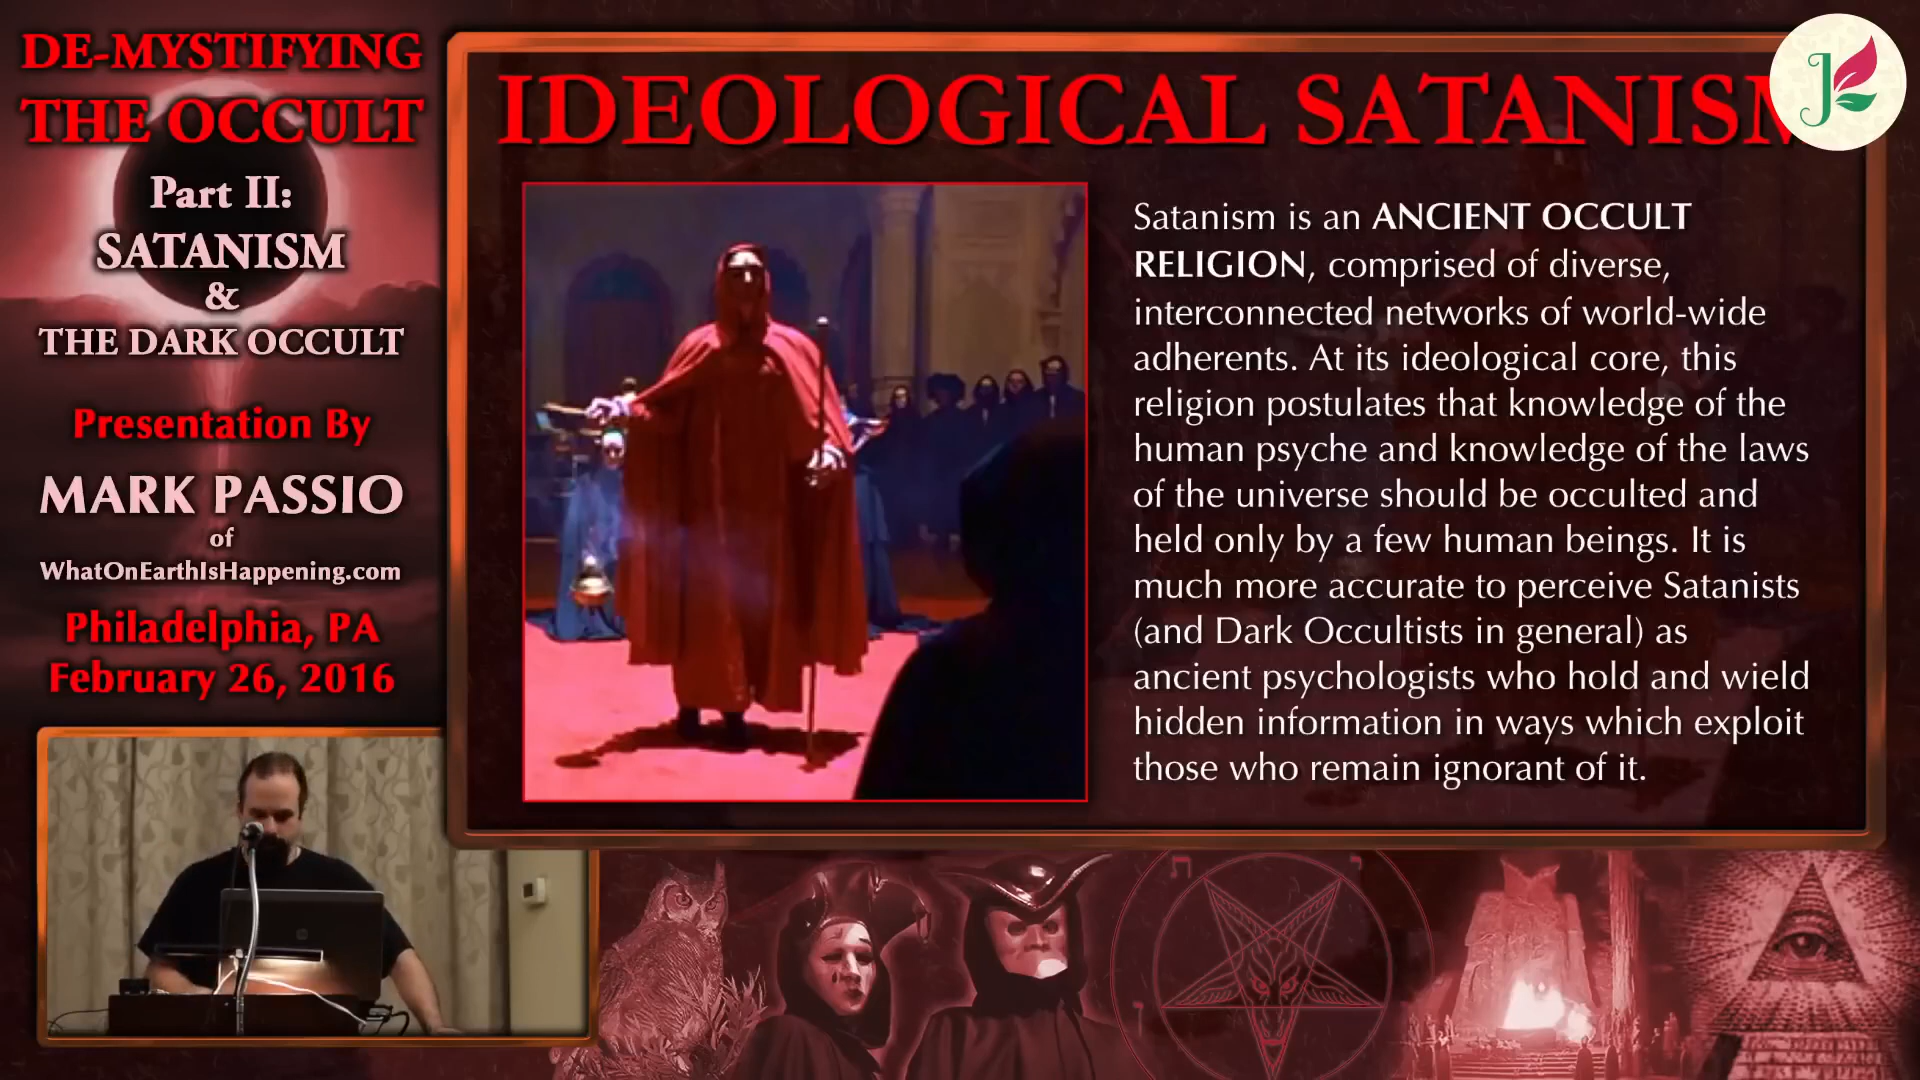 DE-MYSTIFYING
THE OCCULT
Part II:
SATANISM
&
THE DARK OCCULT
Presentation By
MARK PASSIO
of
WhatOnEarthIsHappening.com
Philadelphia, PA
February 26, 2016
IDEOLOGICAL SATANISM
J
Satanism is an ANCIENT OCCULT
RELIGION, comprised of diverse,
interconnected networks of world-wide
adherents. At its ideological core, this
religion postulates that knowledge of the
human psyche and knowledge of the laws
of the universe should be occulted and
held only by a few human beings. It is
much more accurate to perceive Satanists
(and Dark Occultists in general) as
ancient psychologists who hold and wield
hidden information in ways which exploit
those who remain ignorant of it.